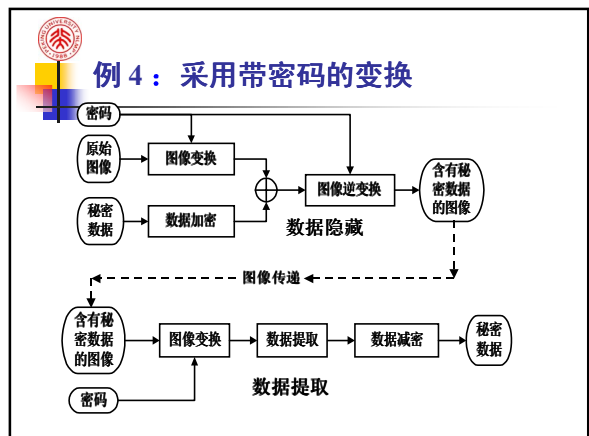 例 4 ：采用带密码的变换
密码
原始
图像
图像变换
秘密
数据
数据加密
图像逆变换
含有秘
密数据
的图像
数据隐藏
图像传递
含有秘
密数据
的图像
图像变换
数据提取
数据减密
秘密
数据
密码
数据提取